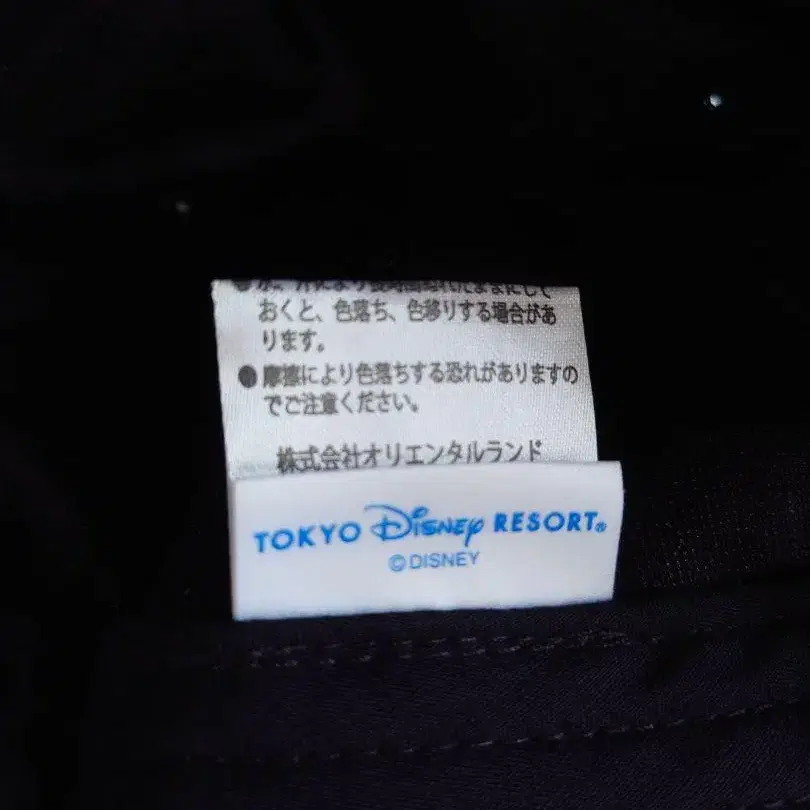 おくと、色落ち、色移りする場合があ
ります。
●摩擦により色落ちする恐れがありますの
でご注意ください。
株式会社オリエンタルランド
TOKYO Disney RESORT®
©DISNEY